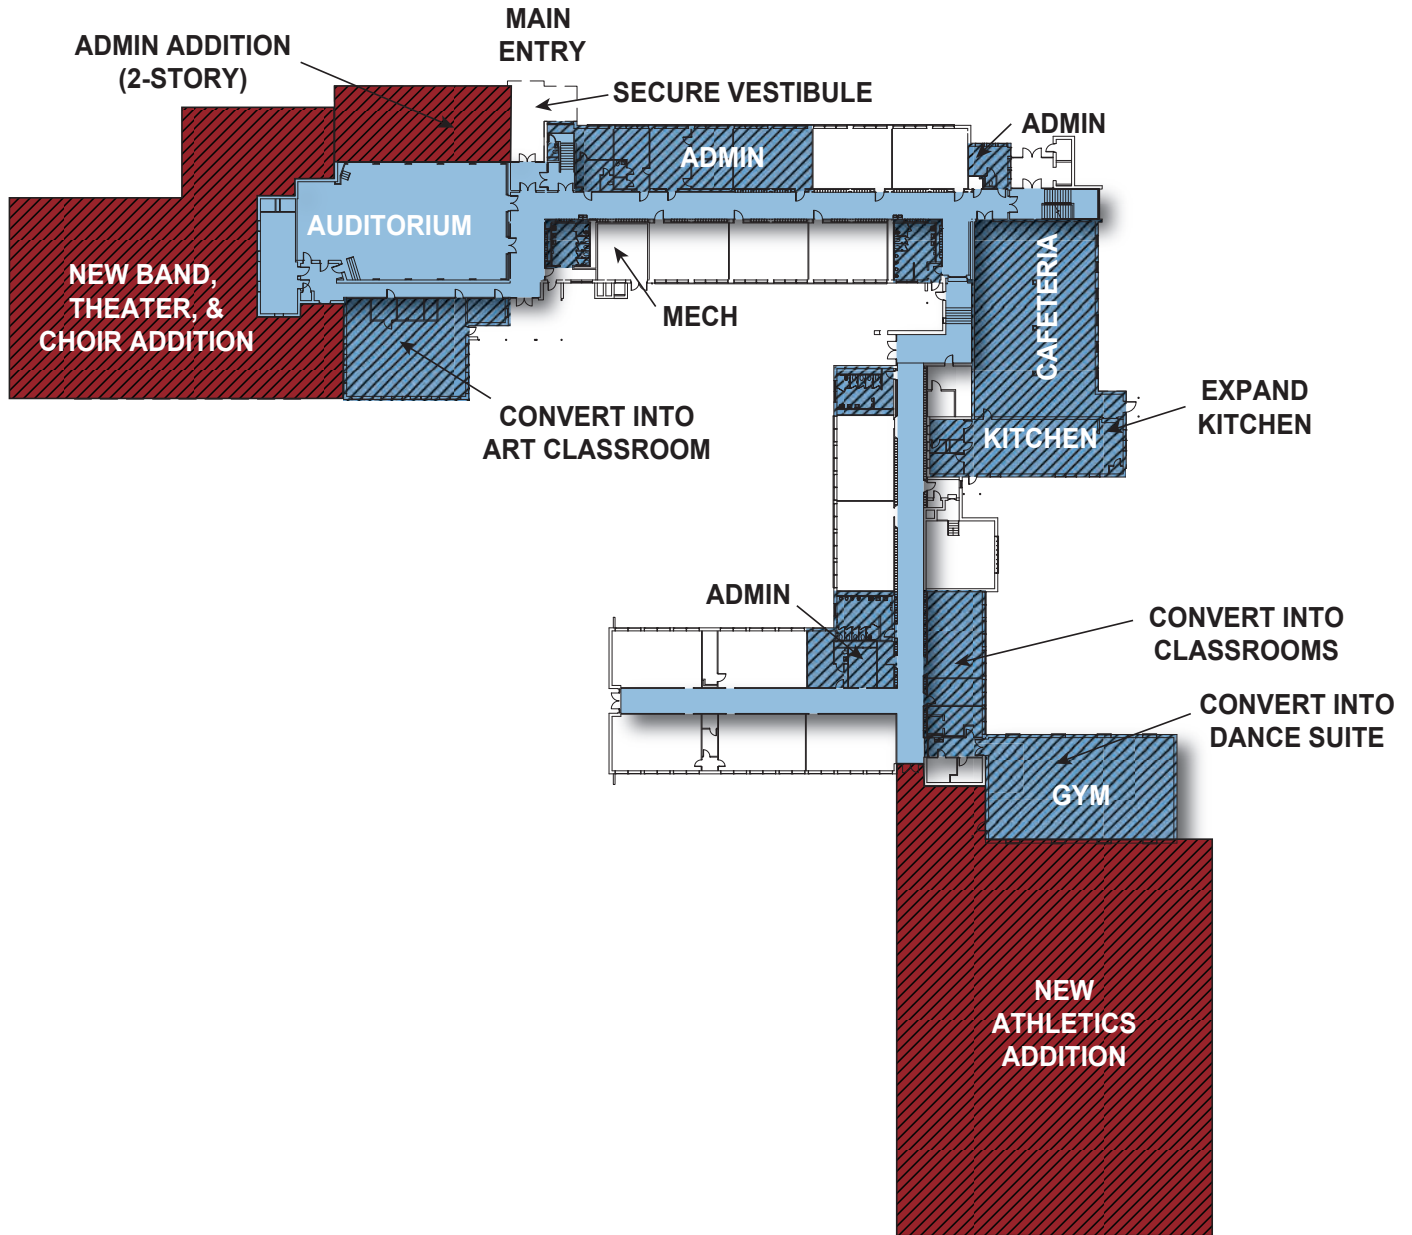 MAIN
ENTRY
ADMIN ADDITION
(2-STORY)
SECURE VESTIBULE
ADMIN
ADMIN
AUDITORIUM
NEW BAND,
THEATER, &
CHOIR ADDITION
MECH
CAFETERIA
EXPAND
KITCHEN
CONVERT INTO
ART CLASSROOM
KITCHEN
ADMIN
CONVERT INTO
CLASSROOMS
CONVERT INTO
DANCE SUITE
GYM
NEW
ATHLETICS
ADDITION